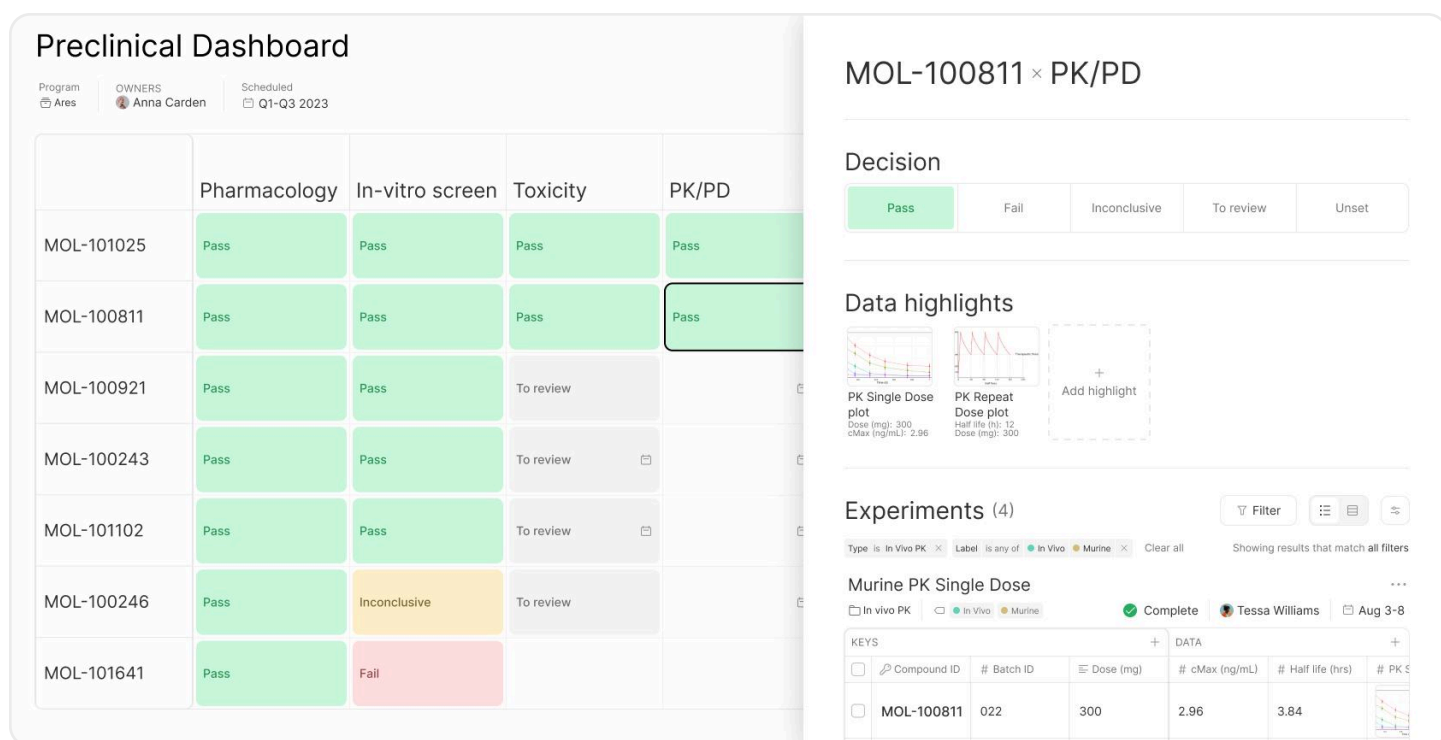 Preclinical Dashboard
Program
OWNERS
Scheduled
Ares
Anna Carden
Q1-Q3 2023
Pharmacology In-vitro screen Toxicity PK/PD
MOL-101025 Pass Pass Pass Pass
MOL-100811 Pass Pass Pass Pass
MOL-100921 Pass Pass To review
MOL-100243 Pass Pass To review
MOL-101102 Pass Pass To review
MOL-100246 Pass Inconclusive To review
MOL-101641 Pass Fail
MOL-100811 × PK/PD
Decision
Pass Fail Inconclusive To review Unset
Data highlights
PK Single Dose
plot
Dose (mg): 300
cMax (ng/mL): 2.96
PK Repeat
Dose plot
Half life (h): 12
Dose (mg): 300
+
Add highlight
Experiments (4)
Filter
Type is In Vivo PK × Label is any of In Vivo Murine × Clear all Showing results that match all filters
Murine PK Single Dose ...
In vivo PK In Vivo Murine Complete Tessa Williams Aug 3-8
KEYS + DATA +
Compound ID # Batch ID Dose (mg) # cMax (ng/mL) # Half life (hrs) # PK S
MOL-100811 022 300 2.96 3.84